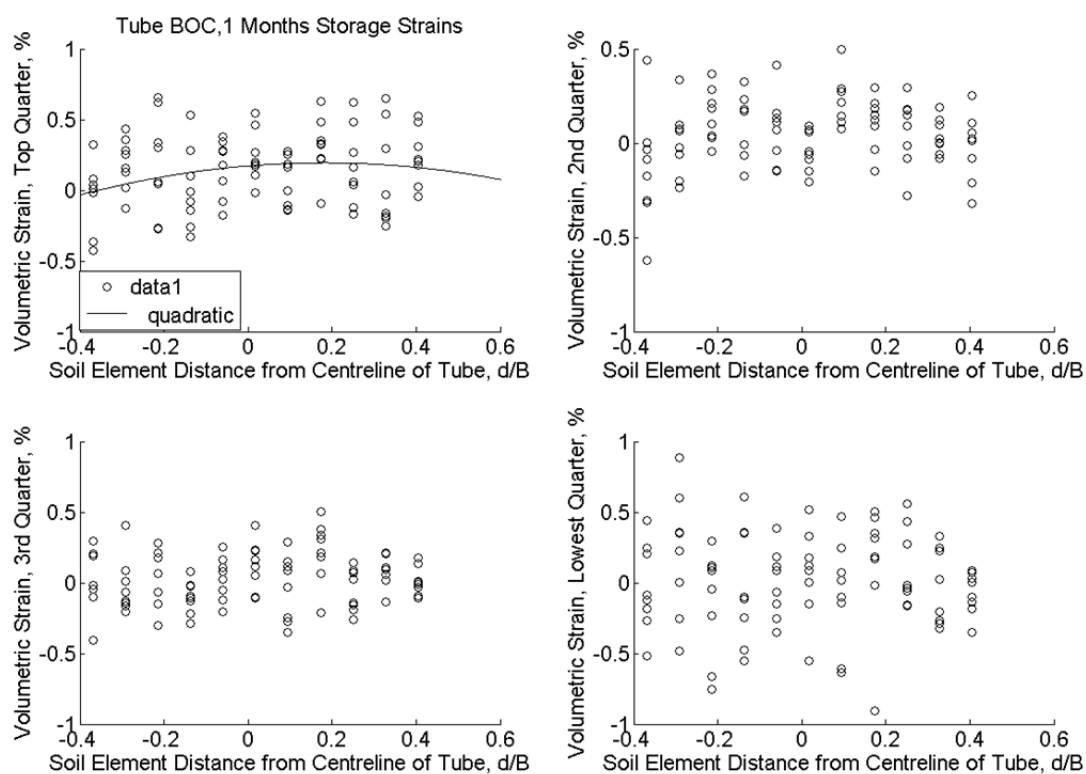 Tube BOC,1 Months Storage Strains
Volumetric Strain, Top Quarter, %
1
0.5
0
-0.5
-1
data1
quadratic
-0.4 -0.2 0 0.2 0.4 0.6
Soil Element Distance from Centreline of Tube, d/B
Volumetric Strain, 2nd Quarter, %
0.5
0
-0.5
-1
-0.4 -0.2 0 0.2 0.4 0.6
Soil Element Distance from Centreline of Tube, d/B
Volumetric Strain, 3rd Quarter, %
1
0.5
0
-0.5
-1
-0.4 -0.2 0 0.2 0.4 0.6
Soil Element Distance from Centreline of Tube, d/B
Volumetric Strain, Lowest Quarter, %
1
0.5
0
-0.5
-1
-0.4 -0.2 0 0.2 0.4 0.6
Soil Element Distance from Centreline of Tube, d/B